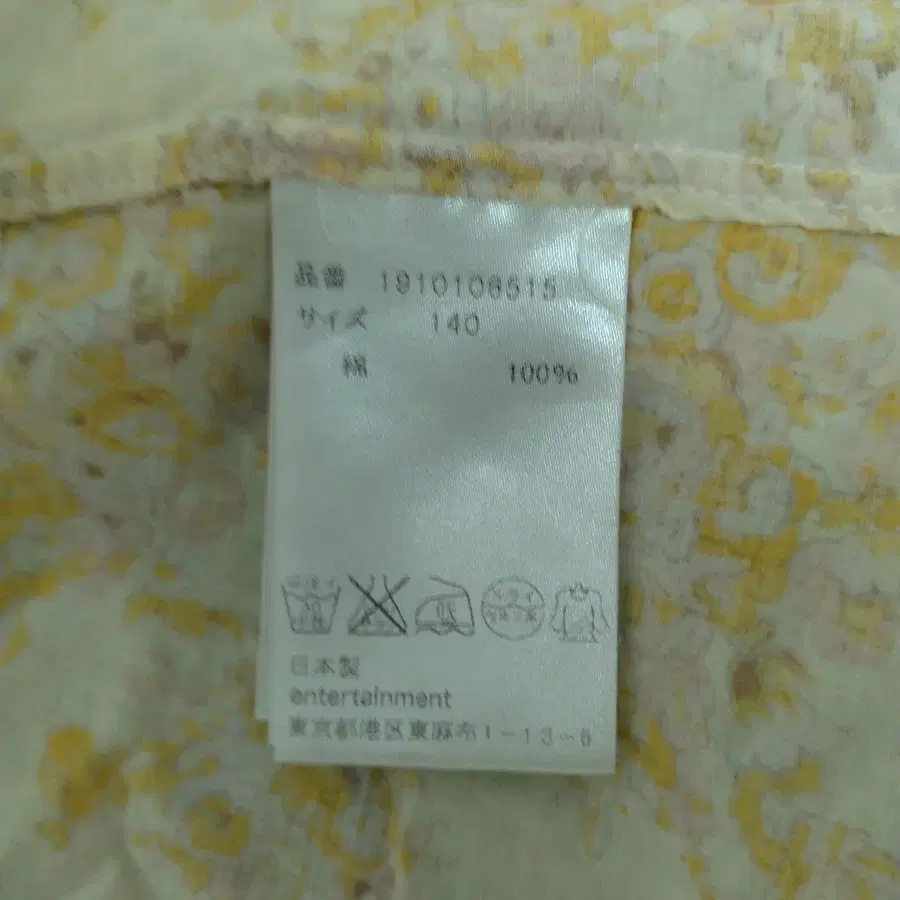 品番 1910106515
サイズ 140
綿 100%
日本製
entertainment
東京都港区東麻布1-13-8